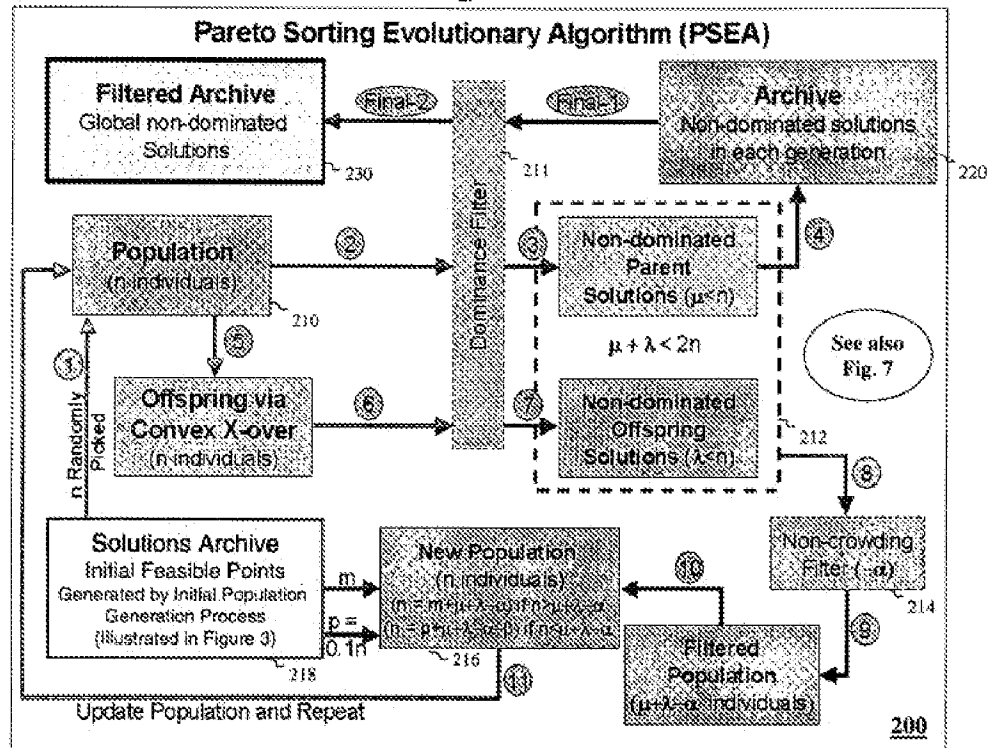 Pareto Sorting Evolutionary Algorithm (PSEA)
Filtered Archive
Global non-dominated
Solutions
230
Final-2
Final-1
Archive
Non-dominated solutions
in each generation
220
Dominance Filter
211
Population
(n individuals)
210
2
3
Non-dominated
Parent
Solutions (μ<n)
4
μ + λ < 2n
See also
Fig. 7
1
n Randomly
Picked
5
Offspring via
Convex X-over
(n individuals)
6
7
Non-dominated
Offspring
Solutions (λ<n)
212
8
Solutions Archive
Initial Feasible Points
Generated by Initial Population
Generation Process
(Illustrated in Figure 3)
218
m
p =
0.1n
New Population
(n individuals)
(n = m+μ+λ-α) if n>μ+λ-α
(n = p+μ+λ-α-β) if n<μ+λ-α
216
10
Non-crowding
Filter (-α)
214
9
Filtered
Population
(μ+λ-α individuals)
11
Update Population and Repeat
200